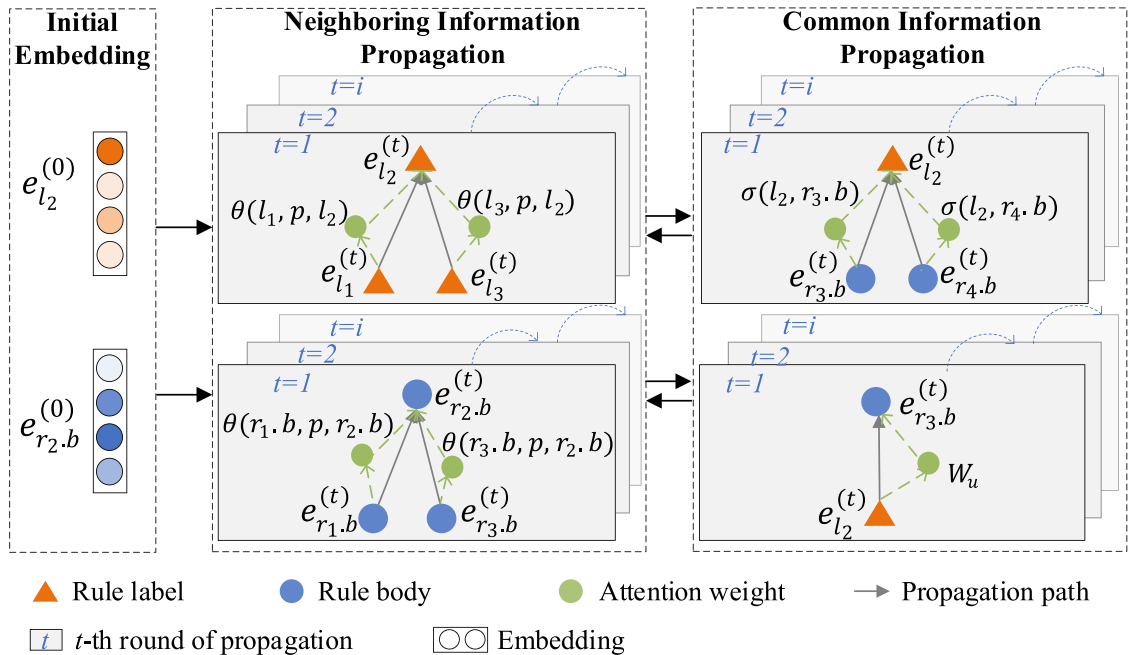 Initial
Embedding
Neighboring Information
Propagation
Common Information
Propagation
e_{l_2}^{(0)}
t=i
t=2
t=1
e_{l_2}^{(t)}
θ(l_1, p, l_2)
θ(l_3, p, l_2)
e_{l_1}^{(t)}
e_{l_3}^{(t)}
t=i
t=2
t=1
e_{l_2}^{(t)}
σ(l_2, r_3. b)
σ(l_2, r_4. b)
e_{r_3.b}^{(t)}
e_{r_4.b}^{(t)}
e_{r_2.b}^{(0)}
t=i
t=2
t=1
e_{r_2.b}^{(t)}
θ(r_1. b, p, r_2. b)
θ(r_3. b, p, r_2. b)
e_{r_1.b}^{(t)}
e_{r_3.b}^{(t)}
t=i
t=2
t=1
e_{r_3.b}^{(t)}
W_u
e_{l_2}^{(t)}
Rule label
Rule body
Attention weight
Propagation path
t
t-th round of propagation
Embedding